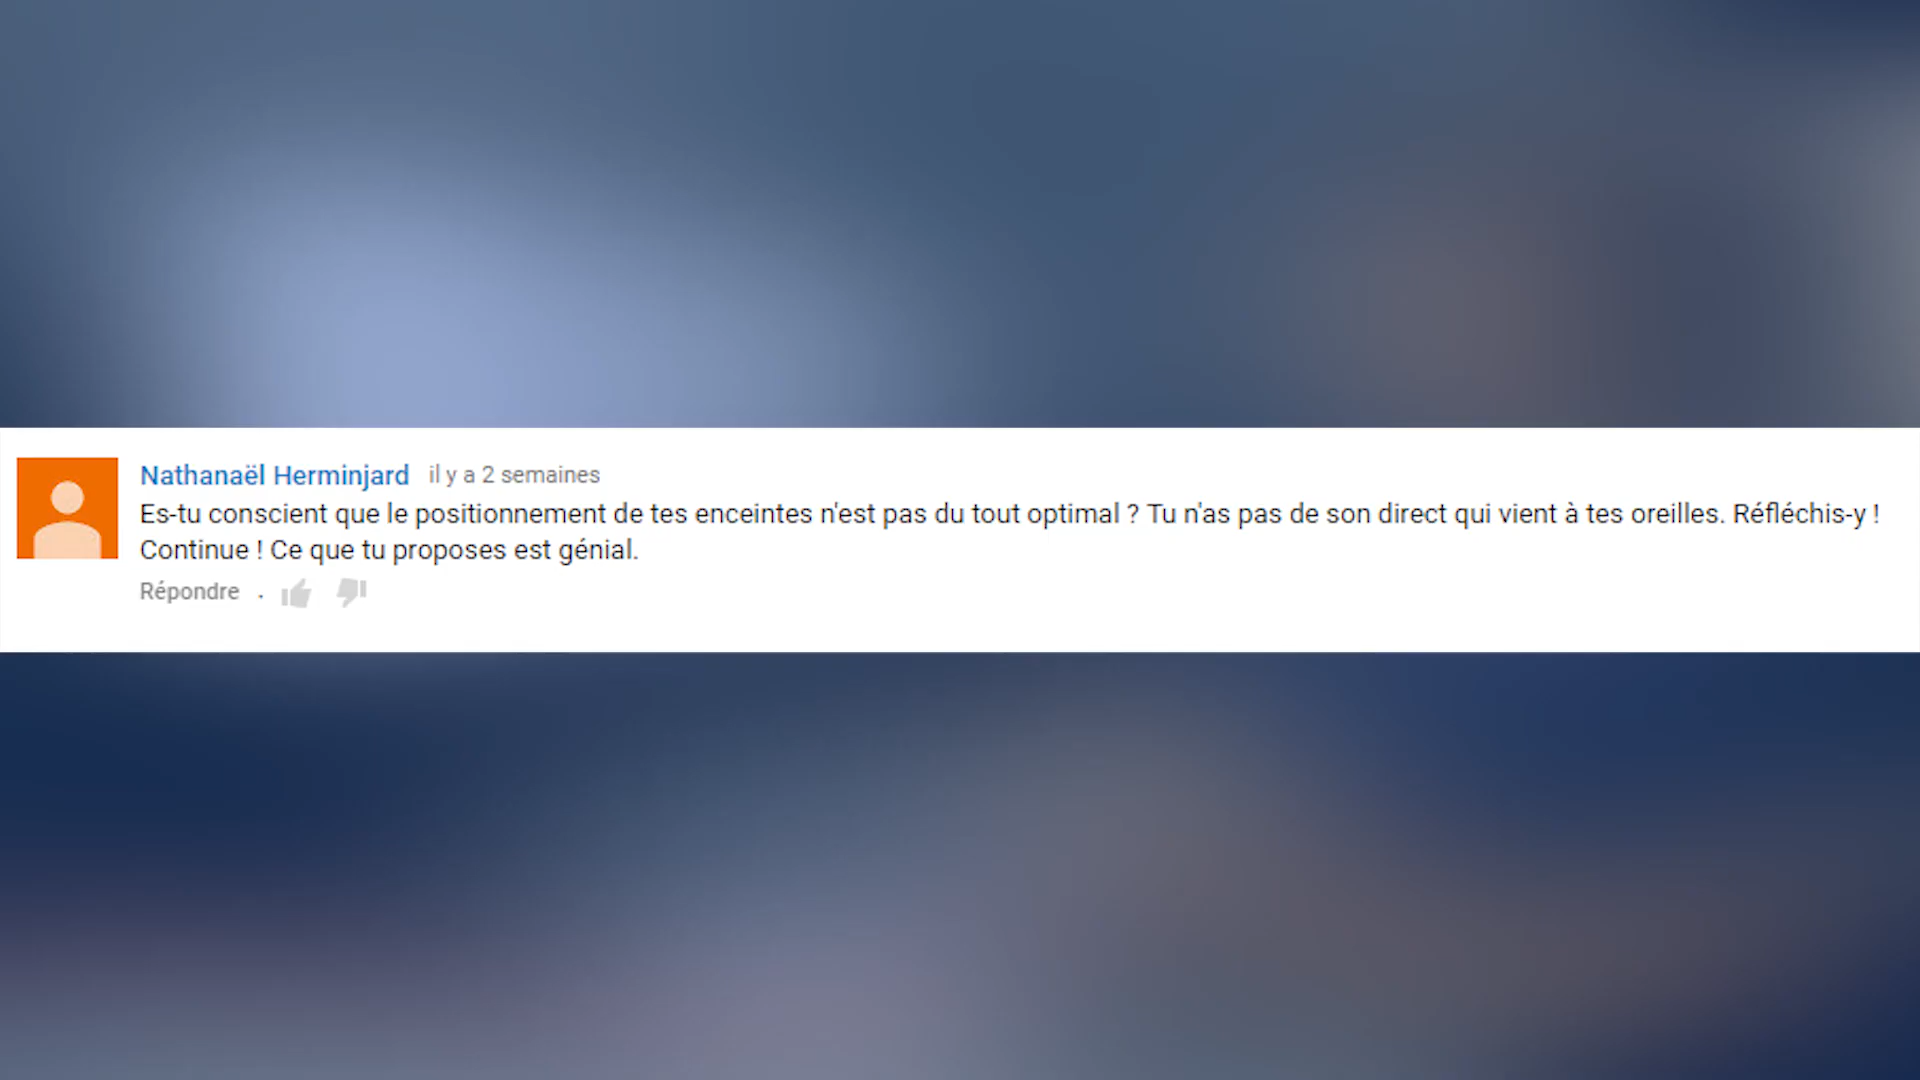 Nathanaël Herminjard il y a 2 semaines
Es-tu conscient que le positionnement de tes enceintes n'est pas du tout optimal ? Tu n'as pas de son direct qui vient à tes oreilles. Réfléchis-y !
Continue ! Ce que tu proposes est génial.
Répondre .